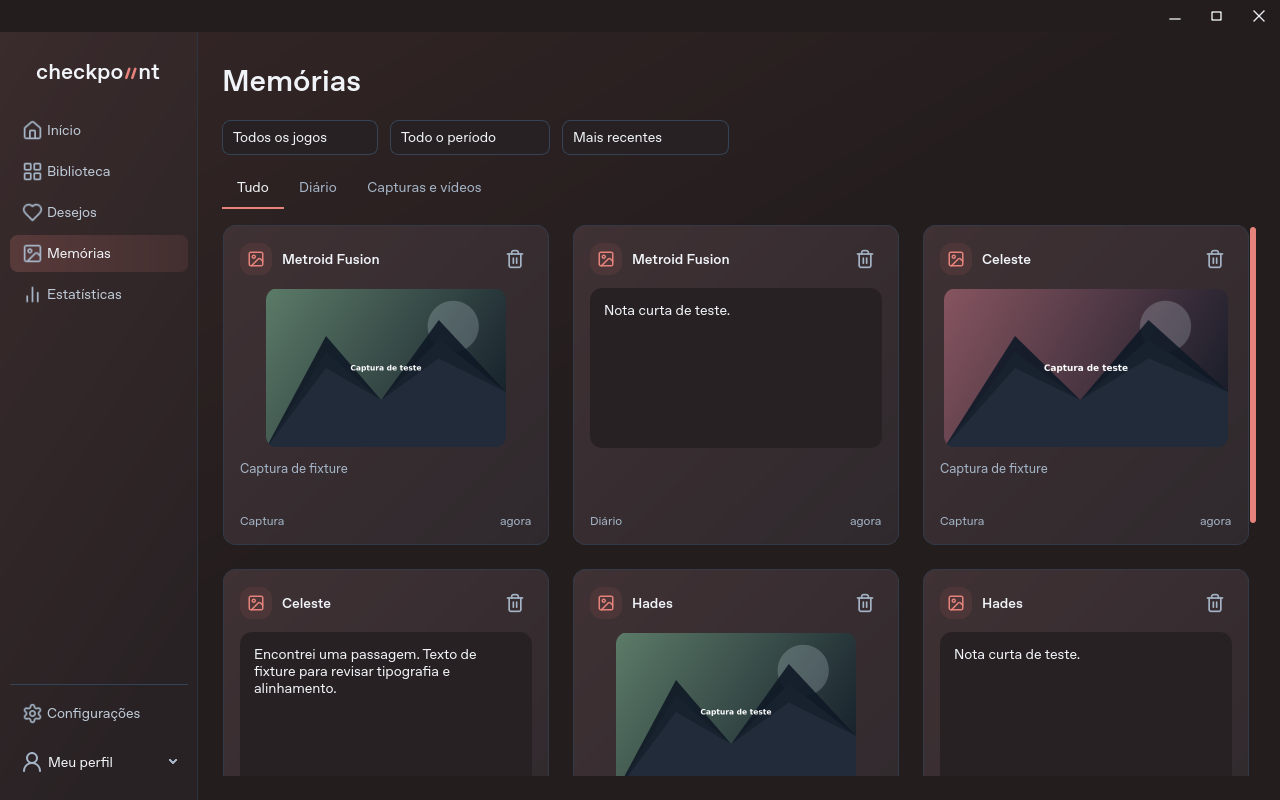 checkpoıınt
Início
Biblioteca
Desejos
Memórias
Estatísticas
Configurações
Meu perfil
Memórias
Todos os jogos
Todo o período
Mais recentes
Tudo
Diário
Capturas e vídeos
Metroid Fusion
Captura de teste
Captura de fixture
Captura
agora
Metroid Fusion
Nota curta de teste.
Diário
agora
Celeste
Captura de teste
Captura de fixture
Captura
agora
Celeste
Encontrei uma passagem. Texto de
fixture para revisar tipografia e
alinhamento.
Hades
Captura de teste
Hades
Nota curta de teste.